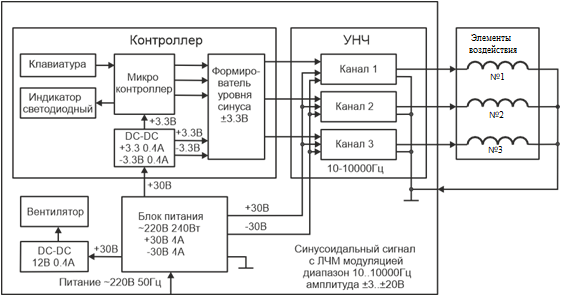 Контроллер
УНЧ
Элементы
воздействия
Клавиатура
Индикатор
светодиодный
Микро
контроллер
Формиро-
ватель
уровня
синуса
±3.3В
Канал 1
Канал 2
Канал 3
10-10000Гц
№1
№2
№3
+3.3В
DC-DC
+3.3 0.4А
-3.3В 0.4А
+3.3В
-3.3В
+30В
Вентилятор
DC-DC
12В 0.4А
+30В
Блок питания
~220В 240Вт
+30В 4А
-30В 4А
+30В
-30В
Питание ~220В 50Гц
Синусоидальный сигнал
с ЛЧМ модуляцией
диапазон 10..10000Гц
амплитуда ±3..±20В